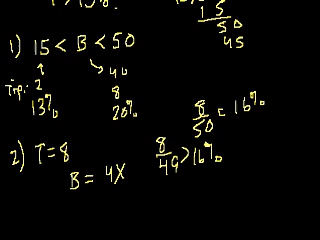 1 5
50
45
1) 15 < B < 50
40
Tip: 2
8
13%
20%
8/50 = 16%
2) T = 8
8/49 > 16%
B = 4X